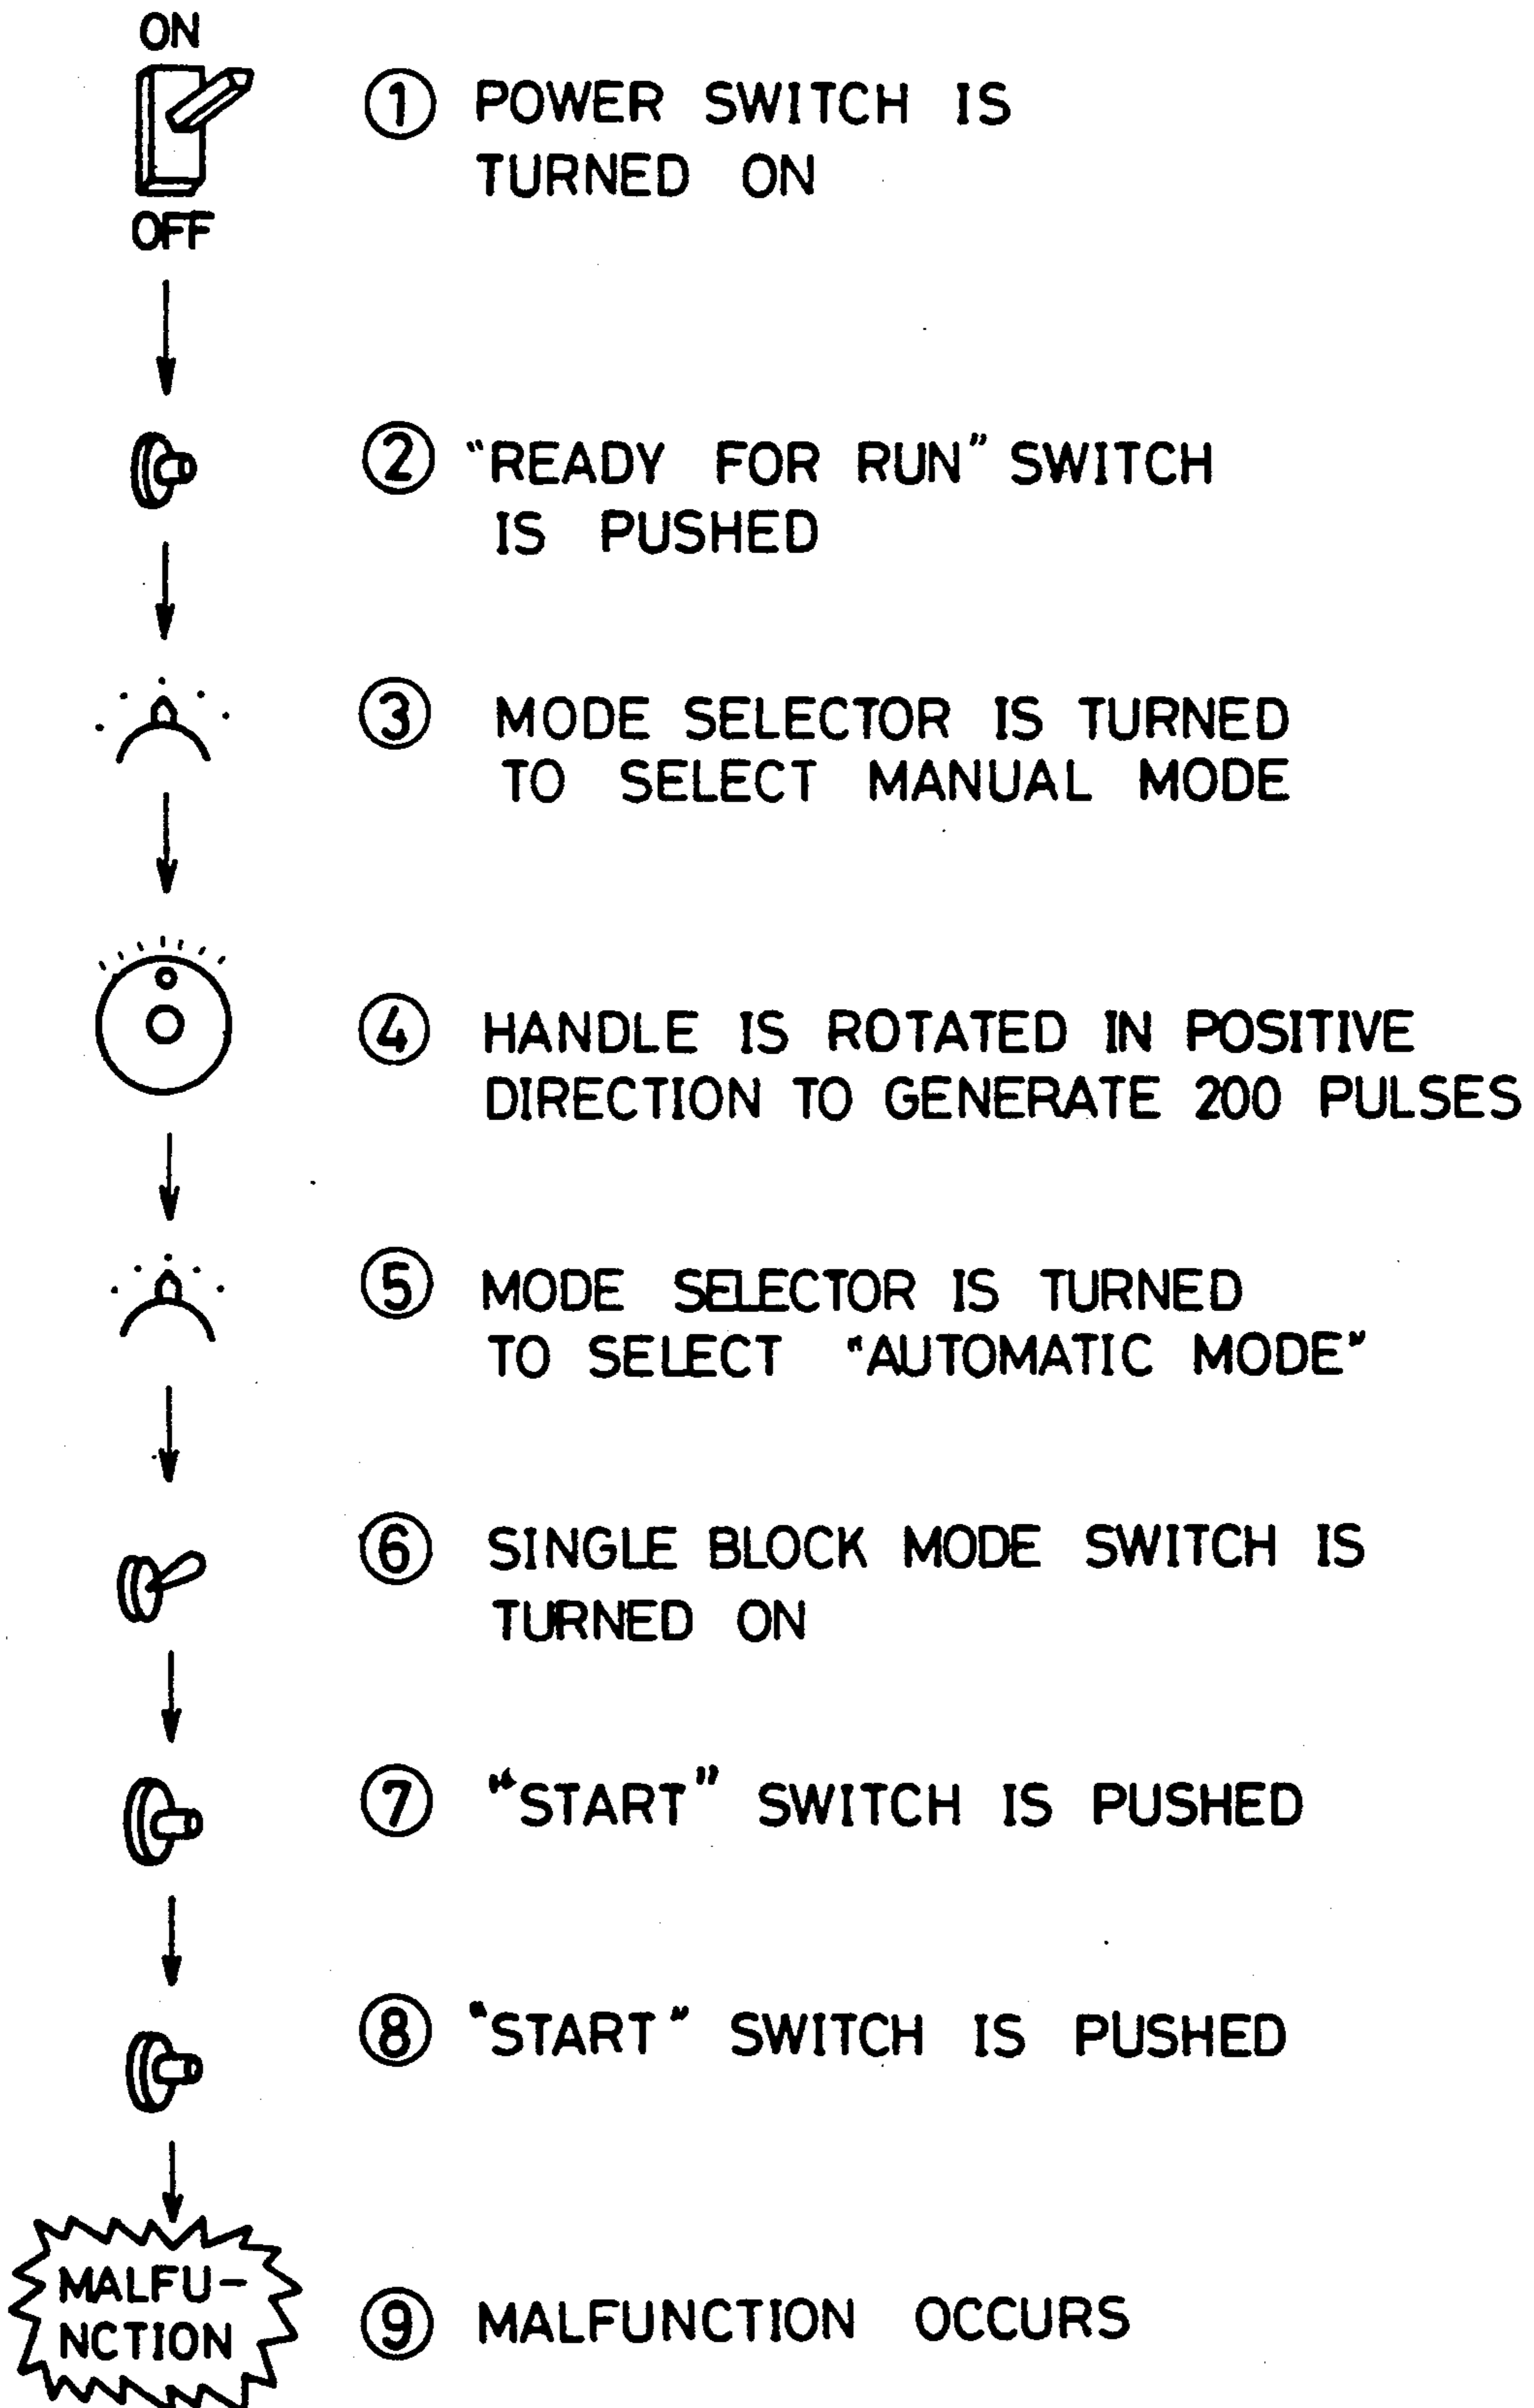 ON
OFF
① POWER SWITCH IS
TURNED ON
② "READY FOR RUN" SWITCH
IS PUSHED
③ MODE SELECTOR IS TURNED
TO SELECT MANUAL MODE
④ HANDLE IS ROTATED IN POSITIVE
DIRECTION TO GENERATE 200 PULSES
⑤ MODE SELECTOR IS TURNED
TO SELECT "AUTOMATIC MODE"
⑥ SINGLE BLOCK MODE SWITCH IS
TURNED ON
⑦ "START" SWITCH IS PUSHED
⑧ "START" SWITCH IS PUSHED
MALFU-
NCTION
⑨ MALFUNCTION OCCURS